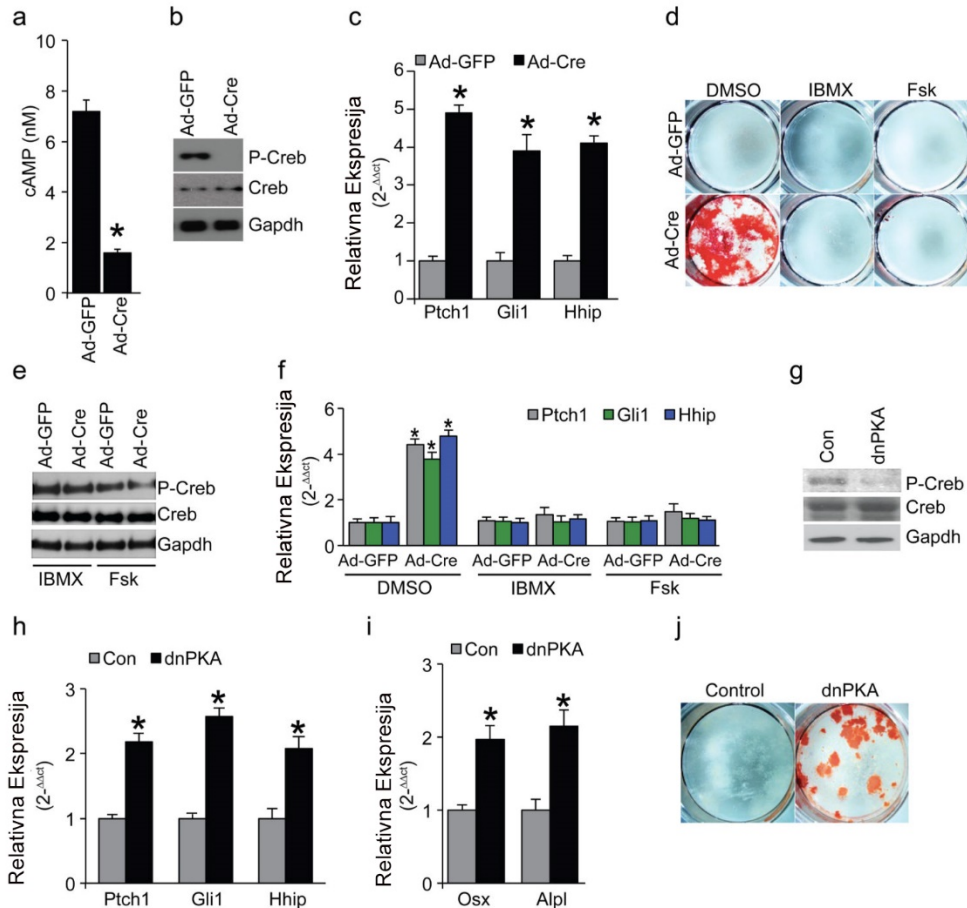 a
10
8
6
4
2
0
cAMP (nM)
Ad-GFP
Ad-Cre
*
b
Ad-GFP
Ad-Cre
P-Creb
Creb
Gapdh
c
Ad-GFP Ad-Cre
Relativna Ekspresija
(2-ΔΔct)
6
5
4
3
2
1
0
* * *
Ptch1 Gli1 Hhip
d
DMSO IBMX Fsk
Ad-GFP
Ad-Cre
e
Ad-GFP
Ad-Cre
Ad-GFP
Ad-Cre
P-Creb
Creb
Gapdh
IBMX Fsk
f
Ptch1 Gli1 Hhip
Relativna Ekspresija
(2-ΔΔct)
6
4
2
0
* * *
Ad-GFP Ad-Cre Ad-GFP Ad-Cre Ad-GFP Ad-Cre
DMSO IBMX Fsk
g
Con
dnPKA
P-Creb
Creb
Gapdh
h
Con dnPKA
Relativna Ekspresija
(2-ΔΔct)
3
2
1
0
* * *
Ptch1 Gli1 Hhip
i
Con dnPKA
Relativna Ekspresija
(2-ΔΔct)
3
2
1
0
* *
Osx Alpl
j
Control dnPKA